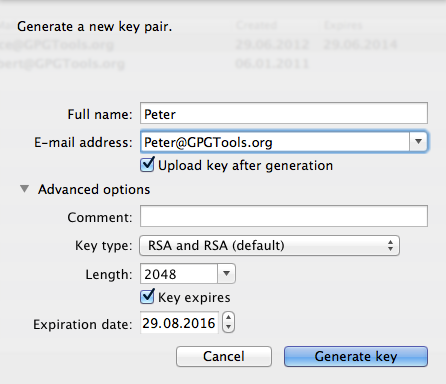 Generate a new key pair.
Created Expires
@GPGTools.org 29.06.2012 29.06.2014
bert@GPGTools.org 06.01.2011
Full name: Peter
E-mail address: Peter@GPGTools.org
Upload key after generation
Advanced options
Comment:
Key type: RSA and RSA (default)
Length: 2048
Key expires
Expiration date: 29.08.2016
Cancel Generate key